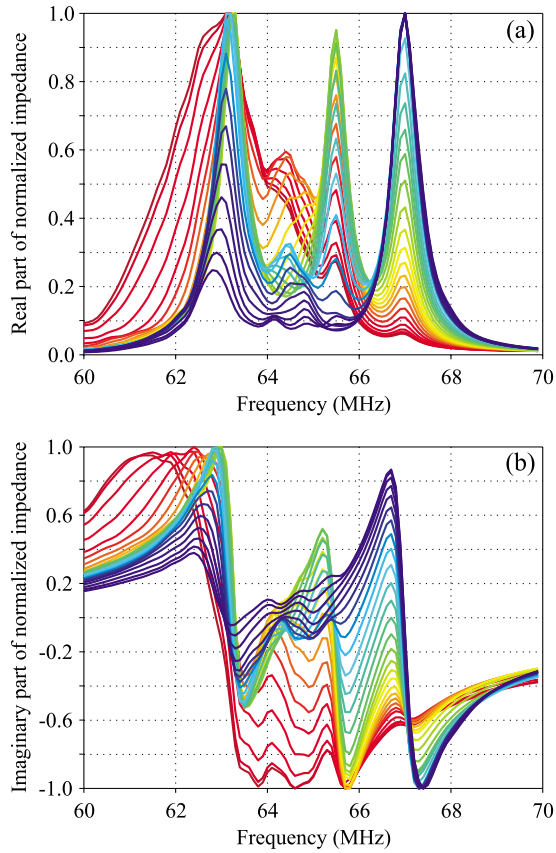 (a)
Real part of normalized impedance
1.0
0.8
0.6
0.4
0.2
0.0
60 62 64 66 68 70
Frequency (MHz)
(b)
Imaginary part of normalized impedance
1.0
0.6
0.2
-0.2
-0.6
-1.0
60 62 64 66 68 70
Frequency (MHz)